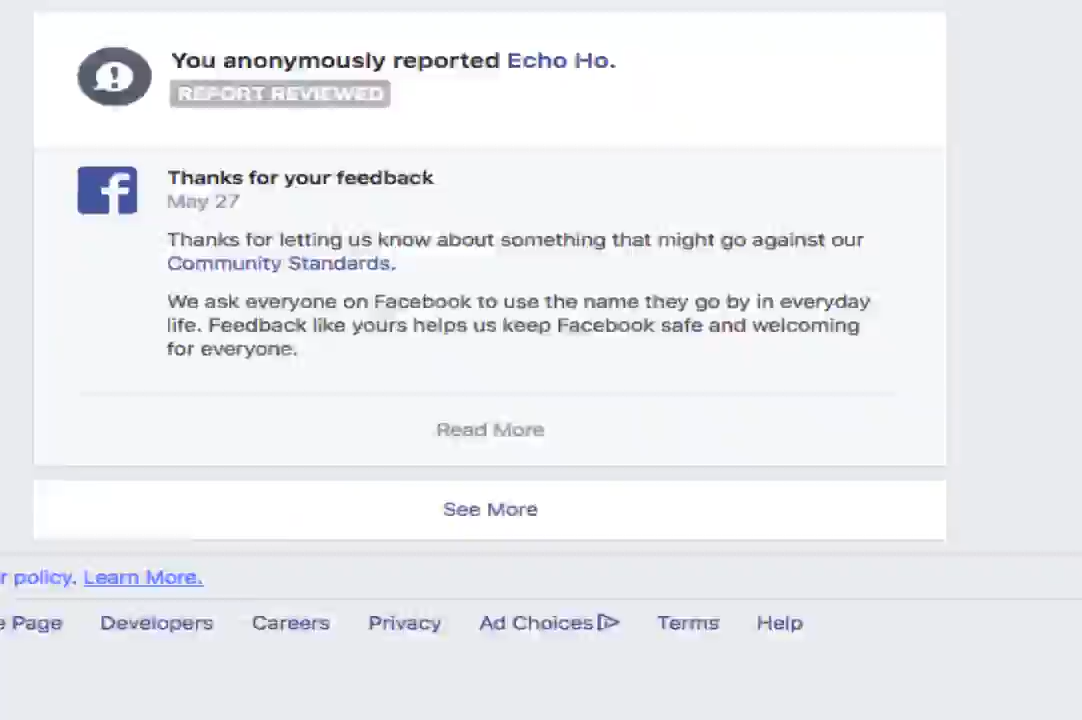 You anonymously reported Echo Ho.
REPORT REVIEWED
Thanks for your feedback
May 27
Thanks for letting us know about something that might go against our
Community Standards.
We ask everyone on Facebook to use the name they go by in everyday
life. Feedback like yours helps us keep Facebook safe and welcoming
for everyone.
Read More
See More
r policy. Learn More.
e Page Developers Careers Privacy Ad Choices Terms Help